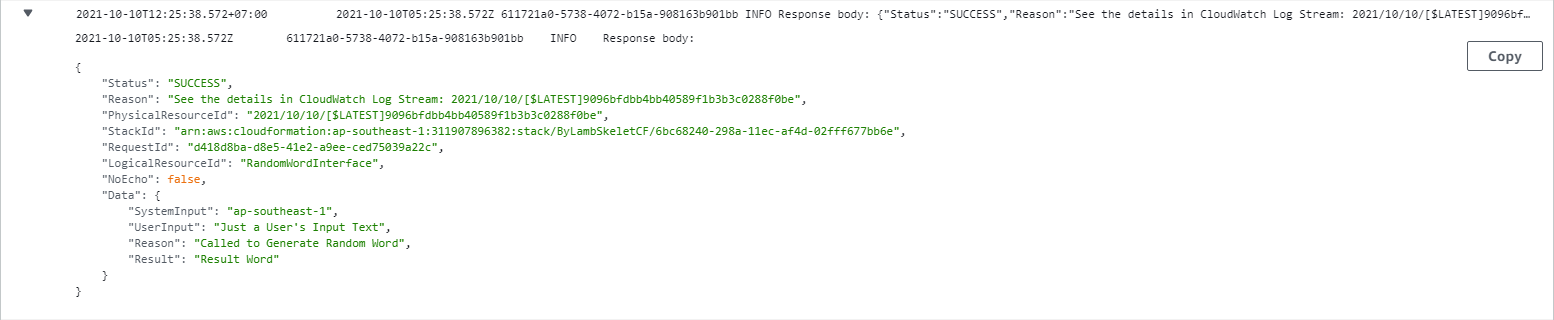 2021-10-10T12:25:38.572+07:00 2021-10-10T05:25:38.572Z 611721a0-5738-4072-b15a-908163b901bb INFO Response body: {"Status":"SUCCESS","Reason":"See the details in CloudWatch Log Stream: 2021/10/10/[$LATEST]9096bf…
2021-10-10T05:25:38.572Z 611721a0-5738-4072-b15a-908163b901bb INFO Response body:
Copy
{
"Status": "SUCCESS",
"Reason": "See the details in CloudWatch Log Stream: 2021/10/10/[$LATEST]9096bfdbb4bb40589f1b3b3c0288f0be",
"PhysicalResourceId": "2021/10/10/[$LATEST]9096bfdbb4bb40589f1b3b3c0288f0be",
"StackId": "arn:aws:cloudformation:ap-southeast-1:311907896382:stack/ByLambSkeletCF/6bc68240-298a-11ec-af4d-02fff677bb6e",
"RequestId": "d418d8ba-d8e5-41e2-a9ee-ced75039a22c",
"LogicalResourceId": "RandomWordInterface",
"NoEcho": false,
"Data": {
"SystemInput": "ap-southeast-1",
"UserInput": "Just a User's Input Text",
"Reason": "Called to Generate Random Word",
"Result": "Result Word"
}
}